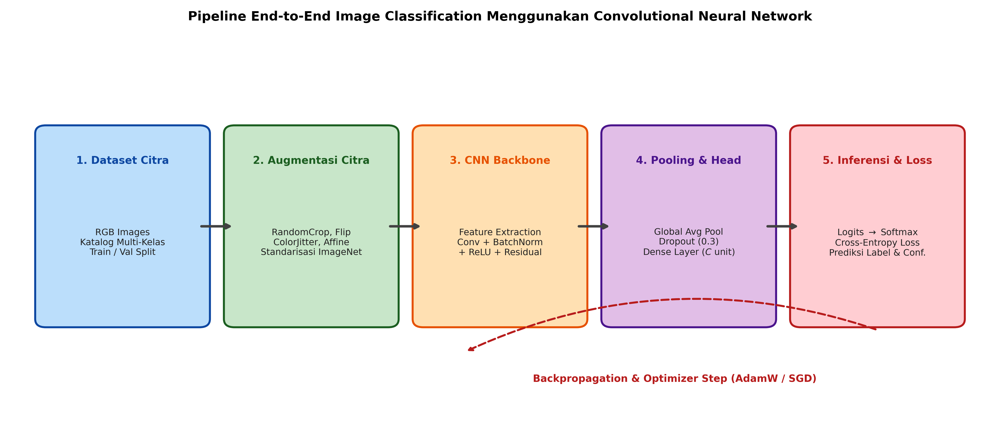 Pipeline End-to-End Image Classification Menggunakan Convolutional Neural Network
1. Dataset Citra
RGB Images
Katalog Multi-Kelas
Train / Val Split
2. Augmentasi Citra
RandomCrop, Flip
ColorJitter, Affine
Standarisasi ImageNet
3. CNN Backbone
Feature Extraction
Conv + BatchNorm
+ ReLU + Residual
4. Pooling & Head
Global Avg Pool
Dropout (0.3)
Dense Layer (C unit)
5. Inferensi & Loss
Logits → Softmax
Cross-Entropy Loss
Prediksi Label & Conf.
Backpropagation & Optimizer Step (AdamW / SGD)